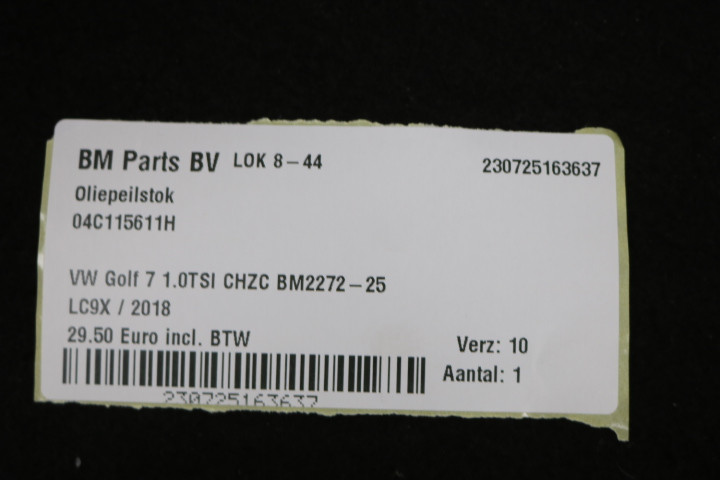 BM Parts BV LOK 8-44 230725163637
Oliepeilstok
04C115611H
VW Golf 7 1.0TSI CHZC BM2272-25
LC9X / 2018
29.50 Euro incl. BTW
Verz: 10
Aantal: 1
230725163637